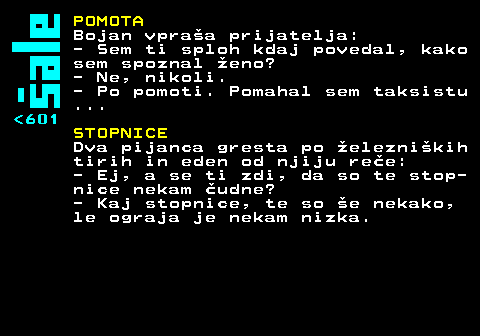 Šale
<601
POMOTA
Bojan vpraša prijatelja:
- Sem ti sploh kdaj povedal, kako
sem spoznal ženo?
- Ne, nikoli.
- Po pomoti. Pomahal sem taksistu
...
STOPNICE
Dva pijanca gresta po železniških
tirih in eden od njiju reče:
- Ej, a se ti zdi, da so te stop-
nice nekam čudne?
- Kaj stopnice, te so še nekako,
le ograja je nekam nizka.